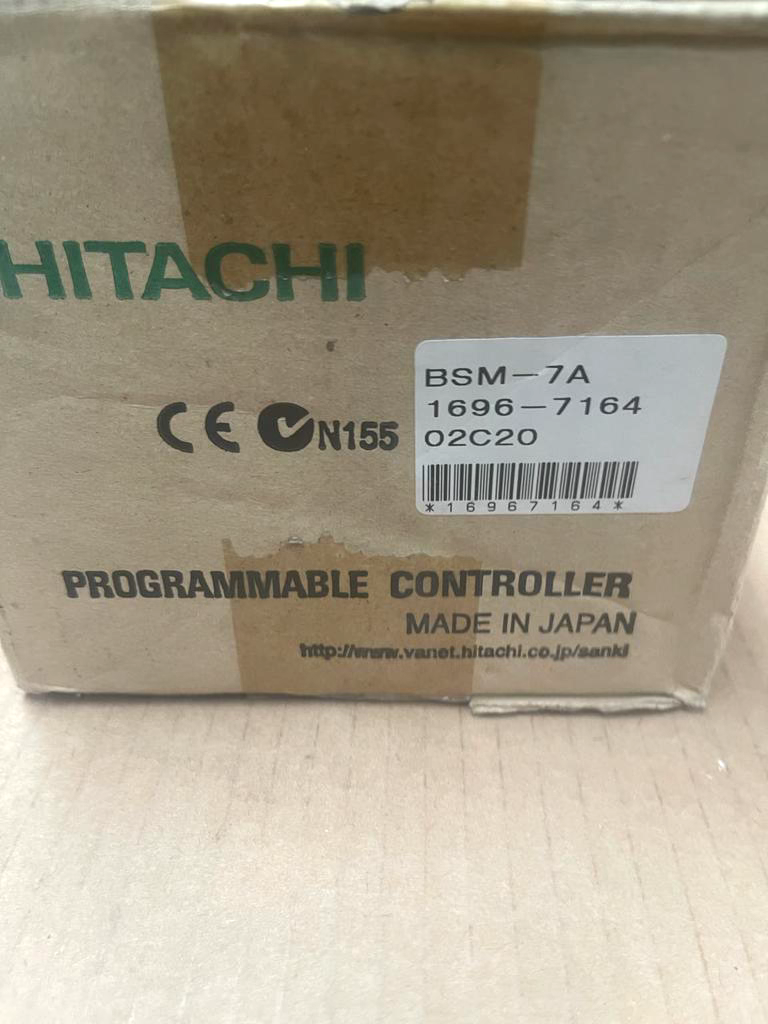 HITACHI
BSM-7A
1696-7164
CE N155 02C20
*16967164*
PROGRAMMABLE CONTROLLER
MADE IN JAPAN
http://www.vanet.hitachi.co.jp/sanki